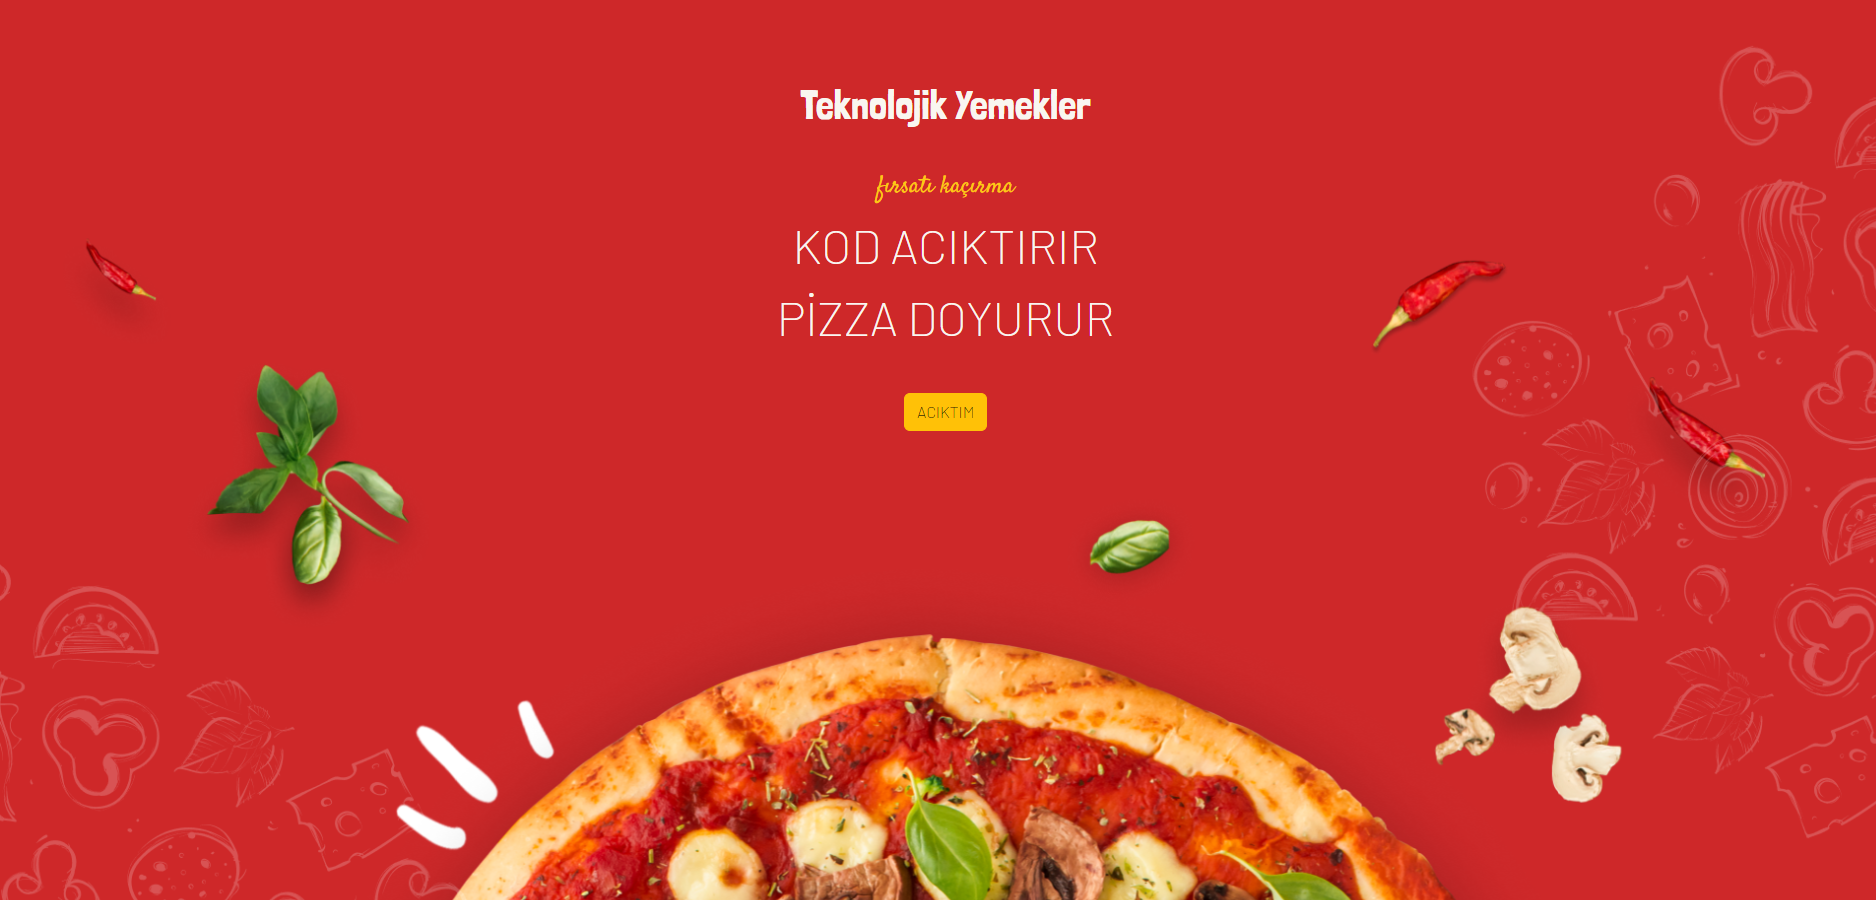 Teknolojik Yemekler
fırsatı kaçırma
KOD ACIKTIRIR
PİZZA DOYURUR
ACIKTIM